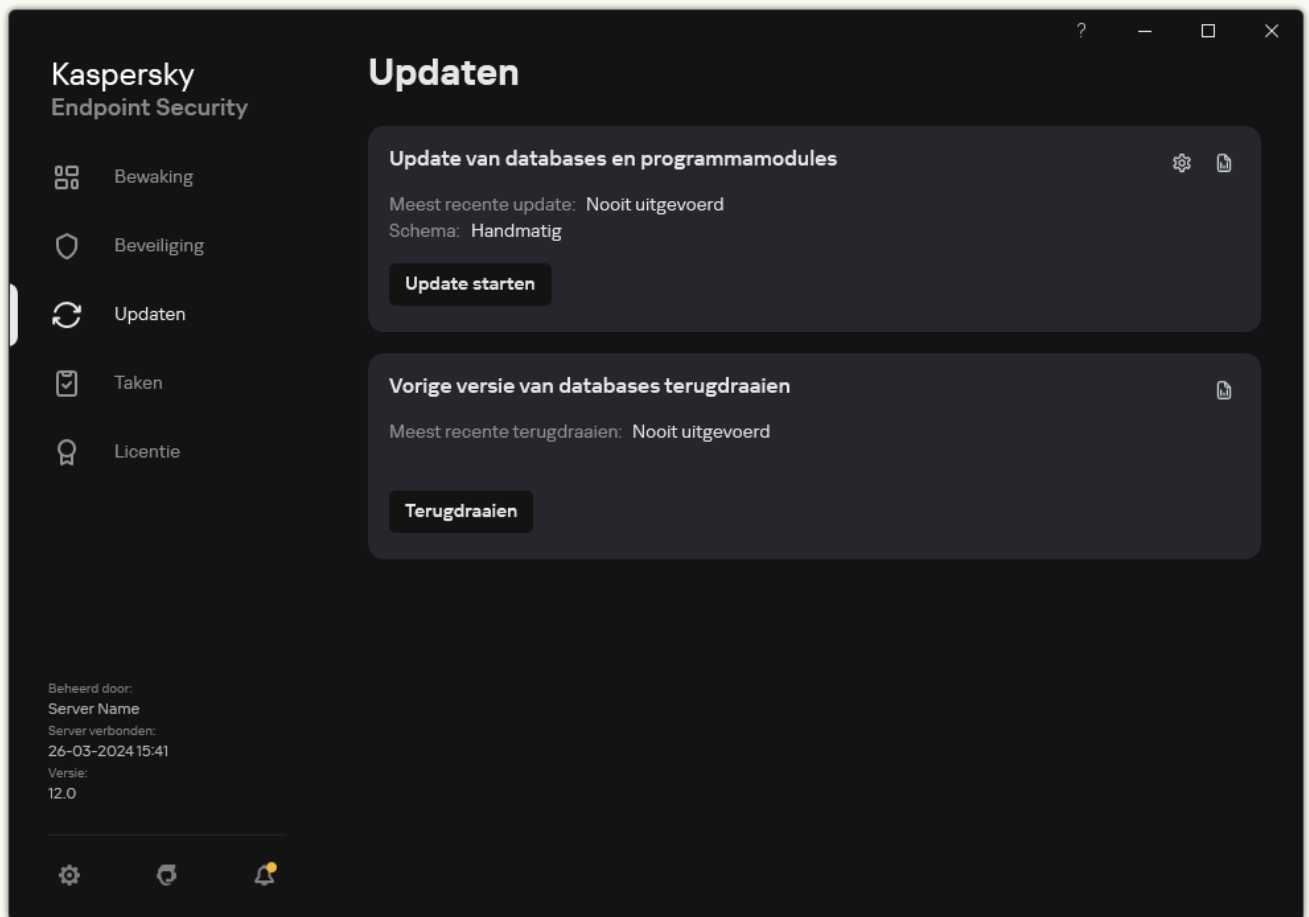 ?
Kaspersky
Endpoint Security
Bewaking
Beveiliging
Updaten
Taken
Licentie
Beheerd door:
Server Name
Server verbonden:
26-03-2024 15:41
Versie:
12.0
Updaten
Update van databases en programmamodules
Meest recente update: Nooit uitgevoerd
Schema: Handmatig
Update starten
Vorige versie van databases terugdraaien
Meest recente terugdraaien: Nooit uitgevoerd
Terugdraaien